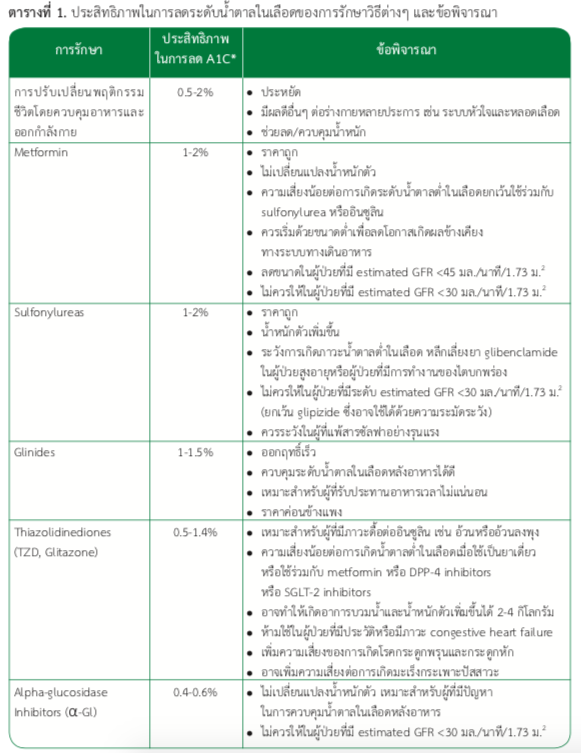 ตารางที่ 1. ประสิทธิภาพในการลดระดับน้ำตาลในเลือดของการรักษาวิธีต่างๆ และข้อพิจารณา
การรักษา
ประสิทธิภาพ
ในการลด A1C*
ข้อพิจารณา
การปรับเปลี่ยนพฤติกรรม
ชีวิตโดยควบคุมอาหารและ
ออกกำลังกาย
0.5-2%
• ประหยัด
• มีผลดีอื่นๆ ต่อร่างกายหลายประการ เช่น ระบบหัวใจและหลอดเลือด
• ช่วยลด/ควบคุมน้ำหนัก
Metformin
1-2%
• ราคาถูก
• ไม่เปลี่ยนแปลงน้ำหนักตัว
• ความเสี่ยงน้อยต่อการเกิดระดับน้ำตาลต่ำในเลือดยกเว้นใช้ร่วมกับ
sulfonylurea หรืออินซูลิน
• ควรเริ่มด้วยขนาดต่ำเพื่อลดโอกาสเกิดผลข้างเคียง
ทางระบบทางเดินอาหาร
• ลดขนาดในผู้ป่วยที่มี estimated GFR <45 มล./นาที/1.73 ม.²
• ไม่ควรให้ในผู้ป่วยที่มี estimated GFR <30 มล./นาที/1.73 ม.²
Sulfonylureas
1-2%
• ราคาถูก
• น้ำหนักตัวเพิ่มขึ้น
• ระวังการเกิดภาวะน้ำตาลต่ำในเลือด หลีกเลี่ยงยา glibenclamide
ในผู้ป่วยสูงอายุหรือผู้ป่วยที่มีการทำงานของไตบกพร่อง
• ไม่ควรให้ในผู้ป่วยที่มีระดับ estimated GFR <30 มล./นาที/1.73 ม.²
(ยกเว้น glipizide ซึ่งอาจใช้ได้ด้วยความระมัดระวัง)
• ควรระวังในผู้ที่แพ้สารซัลฟาอย่างรุนแรง
Glinides
1-1.5%
• ออกฤทธิ์เร็ว
• ควบคุมระดับน้ำตาลในเลือดหลังอาหารได้ดี
• เหมาะสำหรับผู้ที่รับประทานอาหารเวลาไม่แน่นอน
• ราคาค่อนข้างแพง
Thiazolidinediones
(TZD, Glitazone)
0.5-1.4%
• เหมาะสำหรับผู้ที่มีภาวะดื้อต่ออินซูลิน เช่น อ้วนหรืออ้วนลงพุง
• ความเสี่ยงน้อยต่อการเกิดน้ำตาลต่ำในเลือดเมื่อใช้เป็นยาเดี่ยว
หรือใช้ร่วมกับ metformin หรือ DPP-4 inhibitors
หรือ SGLT-2 inhibitors
• อาจทำให้เกิดอาการบวมน้ำและน้ำหนักตัวเพิ่มขึ้นได้ 2-4 กิโลกรัม
• ห้ามใช้ในผู้ป่วยที่มีประวัติหรือมีภาวะ congestive heart failure
• เพิ่มความเสี่ยงของการเกิดโรคกระดูกพรุนและกระดูกหัก
• อาจเพิ่มความเสี่ยงต่อการเกิดมะเร็งกระเพาะปัสสาวะ
Alpha-glucosidase
Inhibitors (α-GI)
0.4-0.6%
• ไม่เปลี่ยนแปลงน้ำหนักตัว เหมาะสำหรับผู้ที่มีปัญหา
ในการควบคุมน้ำตาลในเลือดหลังอาหาร
• ไม่ควรให้ในผู้ป่วยที่มี estimated GFR <30 มล./นาที/1.73 ม.²